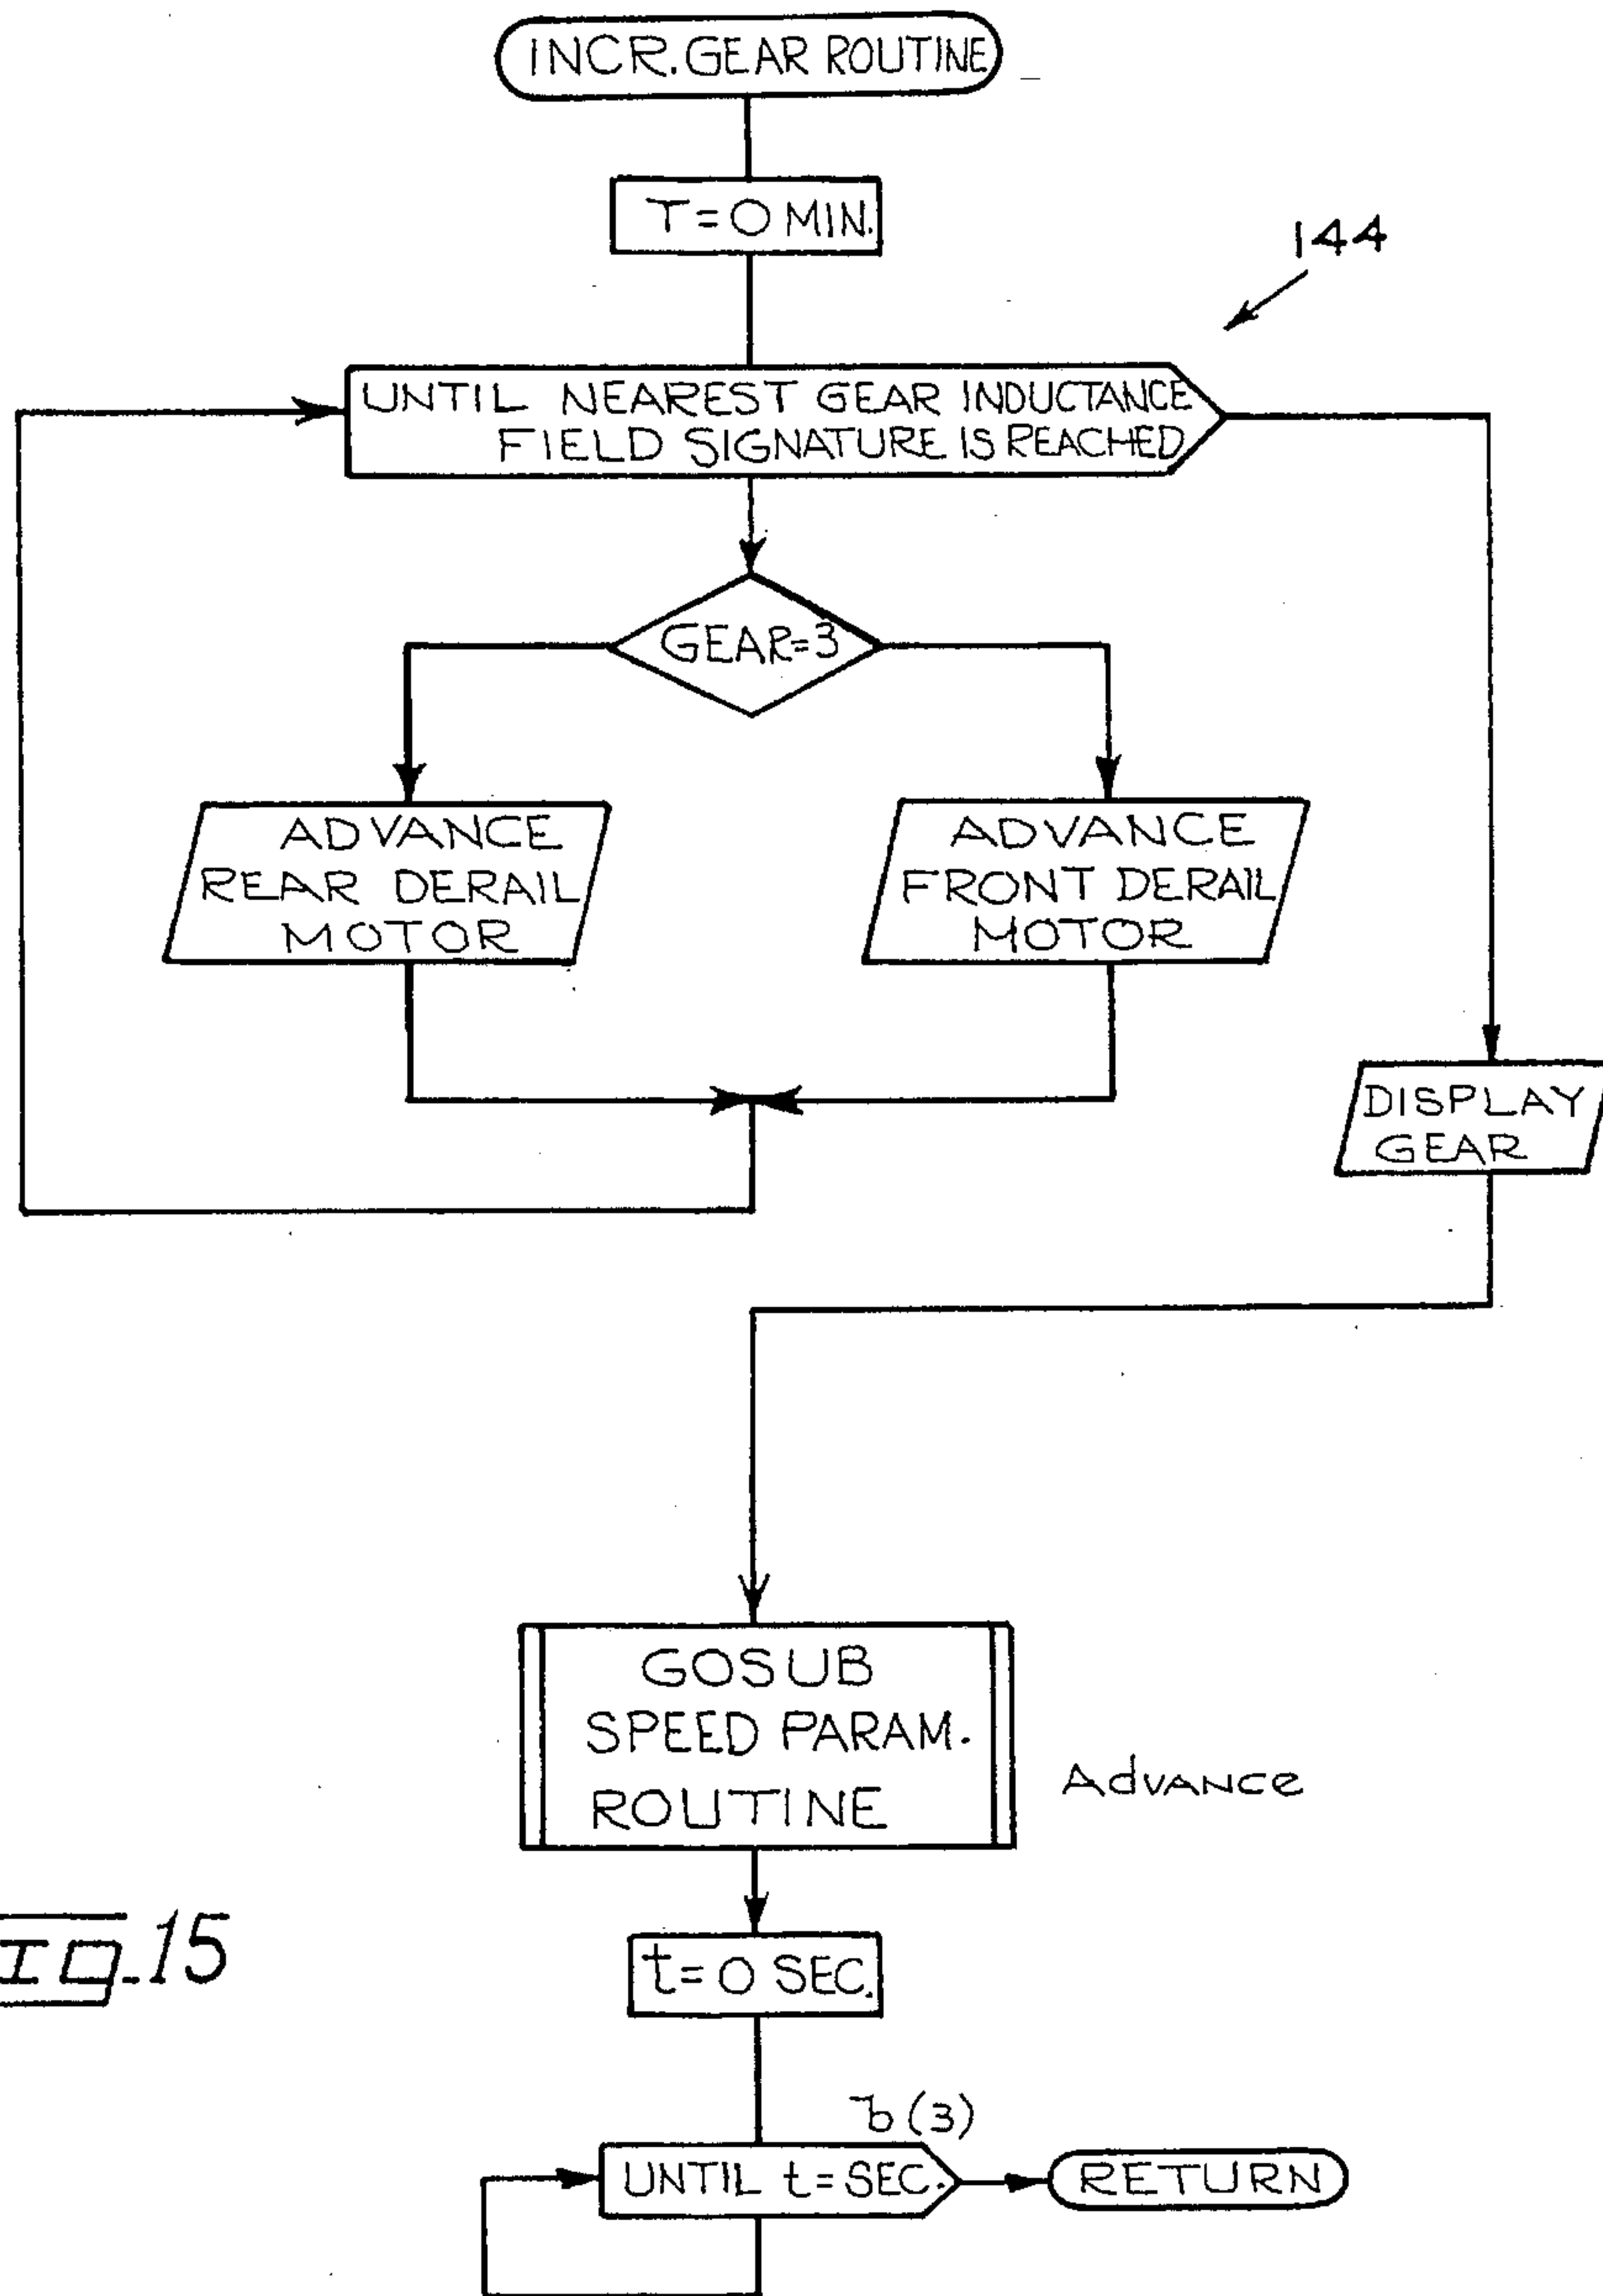 INCR. GEAR ROUTINE
T=0 MIN.
144
UNTIL NEAREST GEAR INDUCTANCE
FIELD SIGNATURE IS REACHED
GEAR=3
ADVANCE
REAR DERAIL
MOTOR
ADVANCE
FRONT DERAIL
MOTOR
DISPLAY
GEAR
GOSUB
SPEED PARAM.
ROUTINE
Advance
t=0 SEC.
FIG. 15
b(3)
UNTIL t=SEC.
RETURN